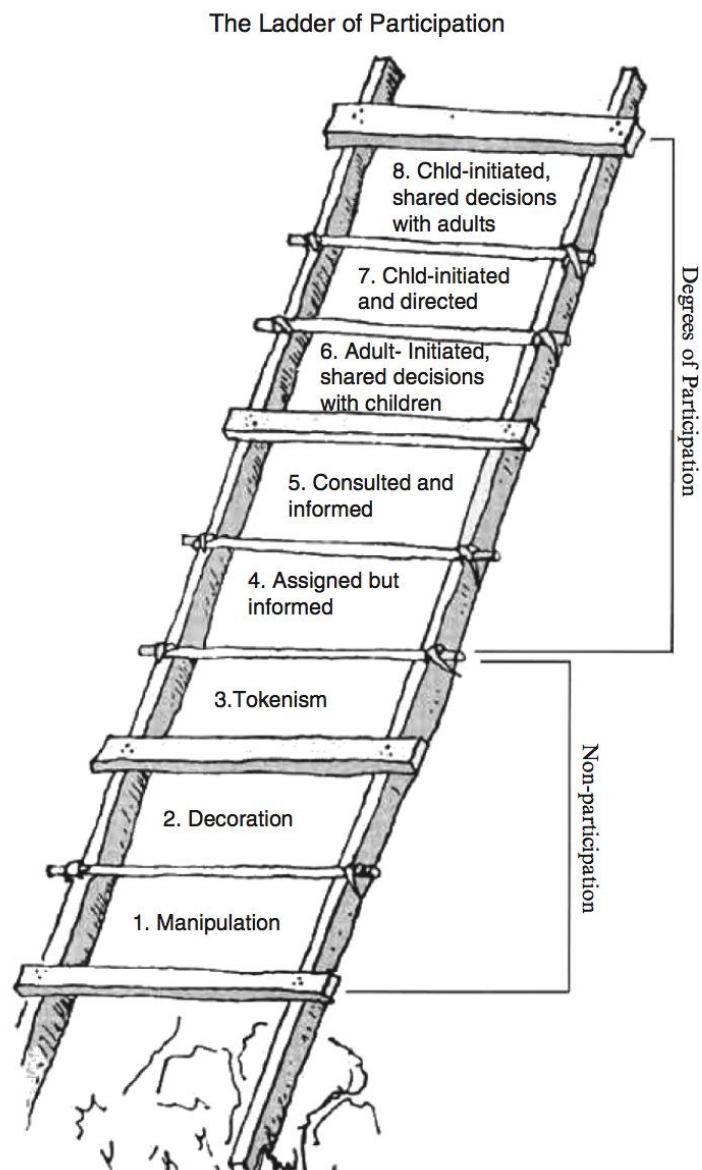 The Ladder of Participation
8. Chld-initiated,
shared decisions
with adults
7. Chld-initiated
and directed
6. Adult- Initiated,
shared decisions
with children
5. Consulted and
informed
4. Assigned but
informed
3.Tokenism
2. Decoration
1. Manipulation
Degrees of Participation
Non-participation